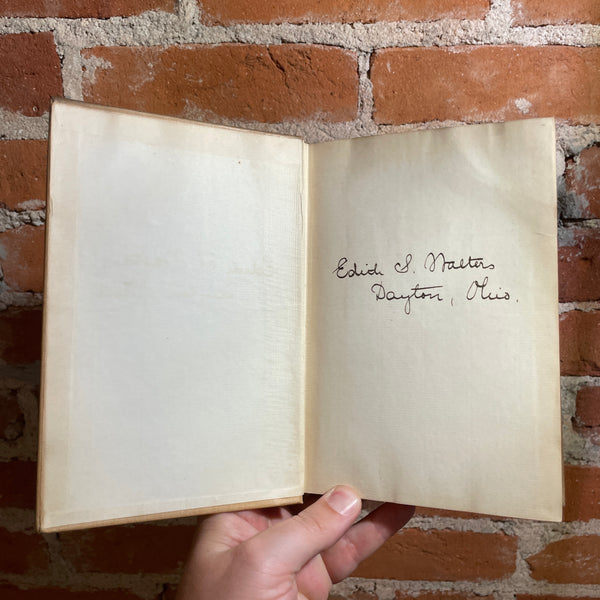 Edith S. Walters
Dayton, Ohio.